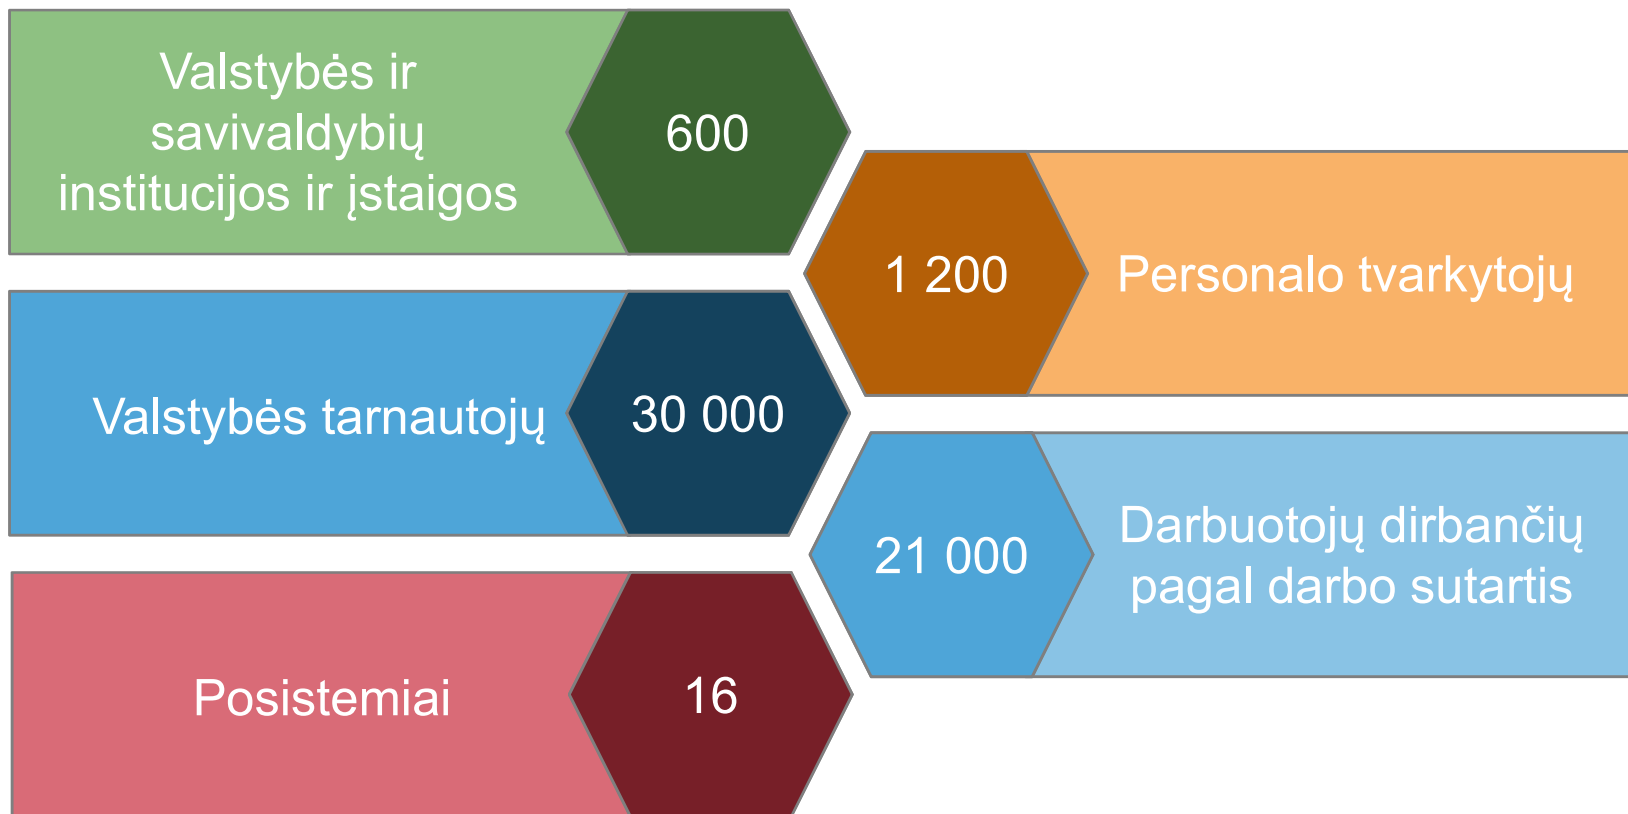 Valstybės ir
savivaldybių
institucijos ir įstaigos
600
1 200
Personalo tvarkytojų
Valstybės tarnautojų
30 000
21 000
Darbuotojų dirbančių
pagal darbo sutartis
Posistemiai
16